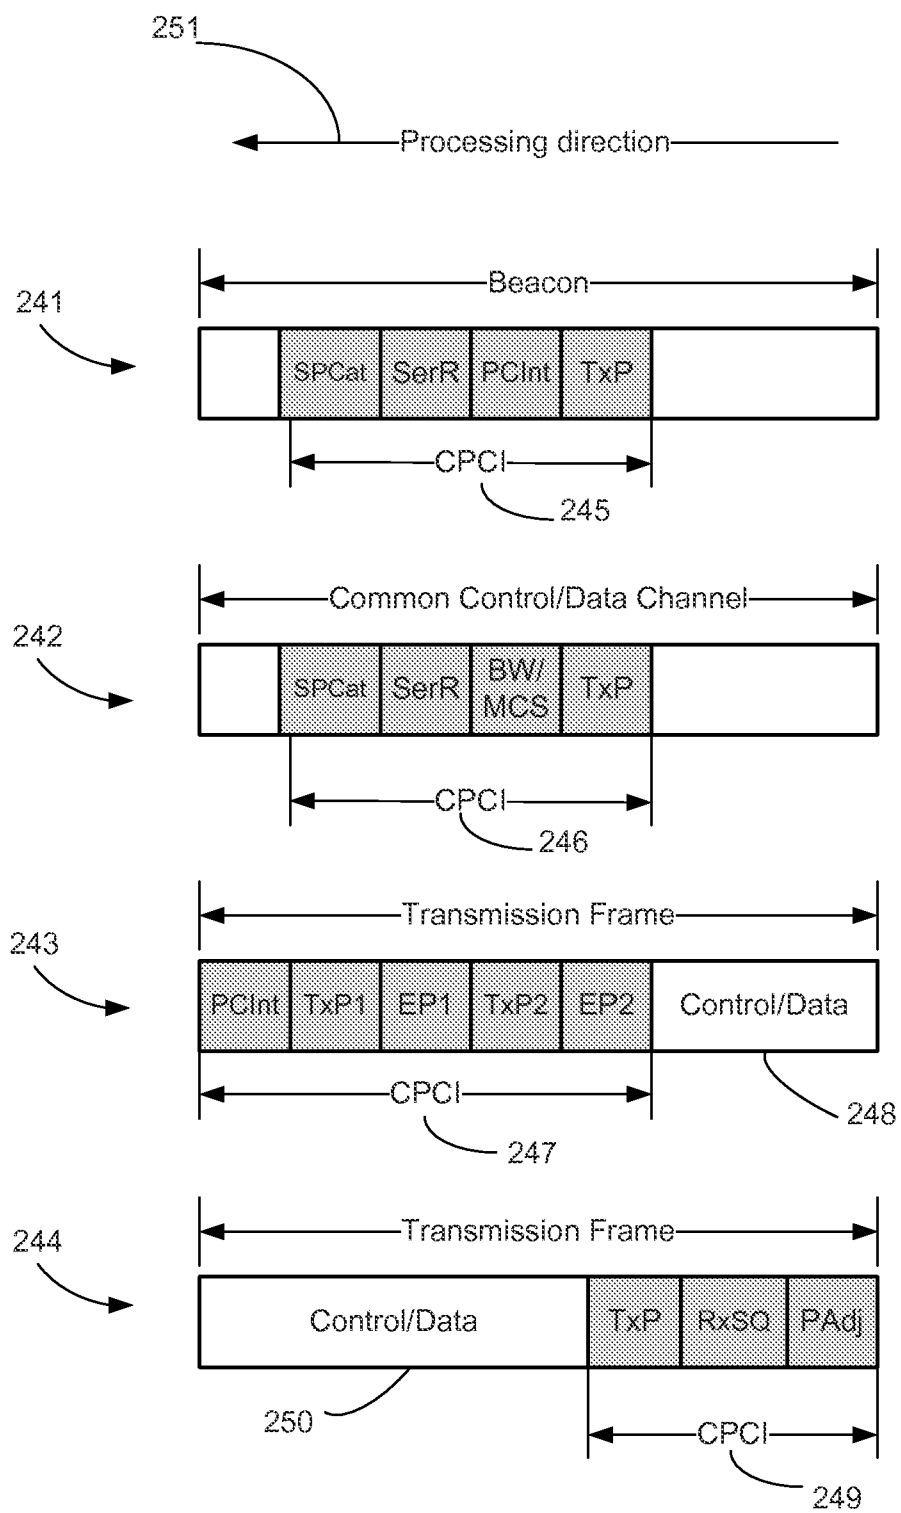 251
Processing direction
Beacon
241
SPCat SerR PCInt TxP
CPCI
245
Common Control/Data Channel
242
SPCat SerR BW/MCS TxP
CPCI
246
Transmission Frame
243
PCInt TxP1 EP1 TxP2 EP2 Control/Data
CPCI
248
247
Transmission Frame
244
Control/Data TxP RxSQ PAdj
250
CPCI
249